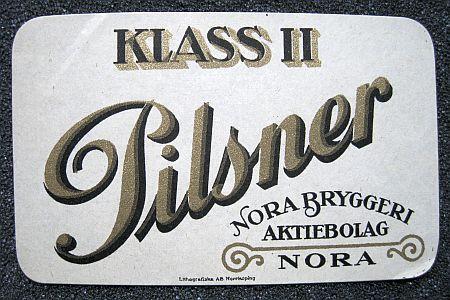 KLASS II
Pilsner
NORA BRYGGERI
AKTIEBOLAG
NORA
Lithografiska AB Norrköping